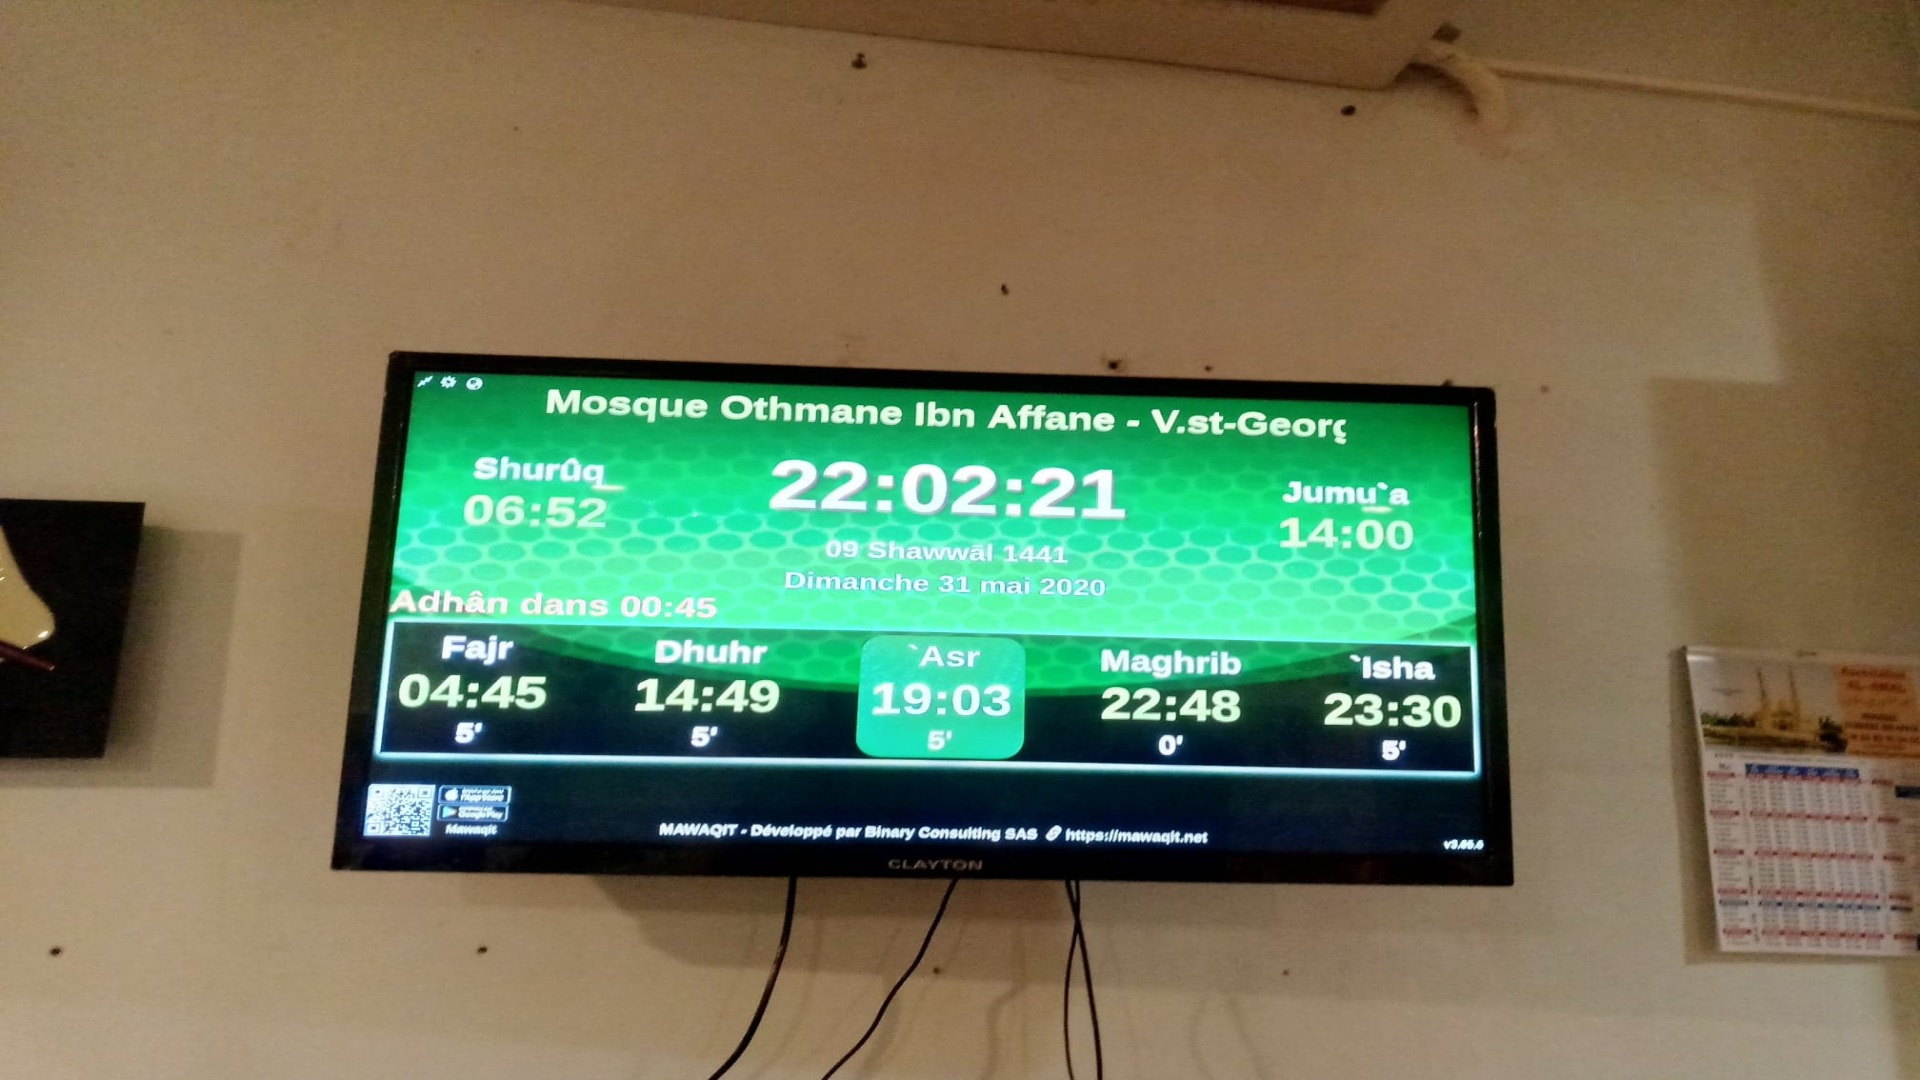 Mosque Othmane Ibn Affane - V.st-Georg
Shurûq
06:52
22:02:21
Jumu`a
14:00
09 Shawwāl 1441
Dimanche 31 mai 2020
Adhân dans 00:45
Fajr
04:45
5'
Dhuhr
14:49
5'
`Asr
19:03
5'
Maghrib
22:48
0'
`Isha
23:30
5'
Mawaqit
MAWAQIT - Développé par Binary Consulting SAS https://mawaqit.net
CLAYTON